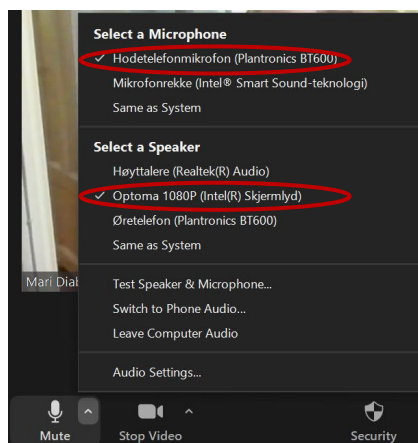 Select a Microphone
✓ Hodetelefonmikrofon (Plantronics BT600)
Mikrofonrekke (Intel® Smart Sound-teknologi)
Same as System
Select a Speaker
Høyttalere (Realtek(R) Audio)
✓ Optoma 1080P (Intel(R) Skjermlyd)
Øretelefon (Plantronics BT600)
Same as System
Mari Diab
Test Speaker & Microphone...
Switch to Phone Audio...
Leave Computer Audio
Audio Settings...
Mute Stop Video Security